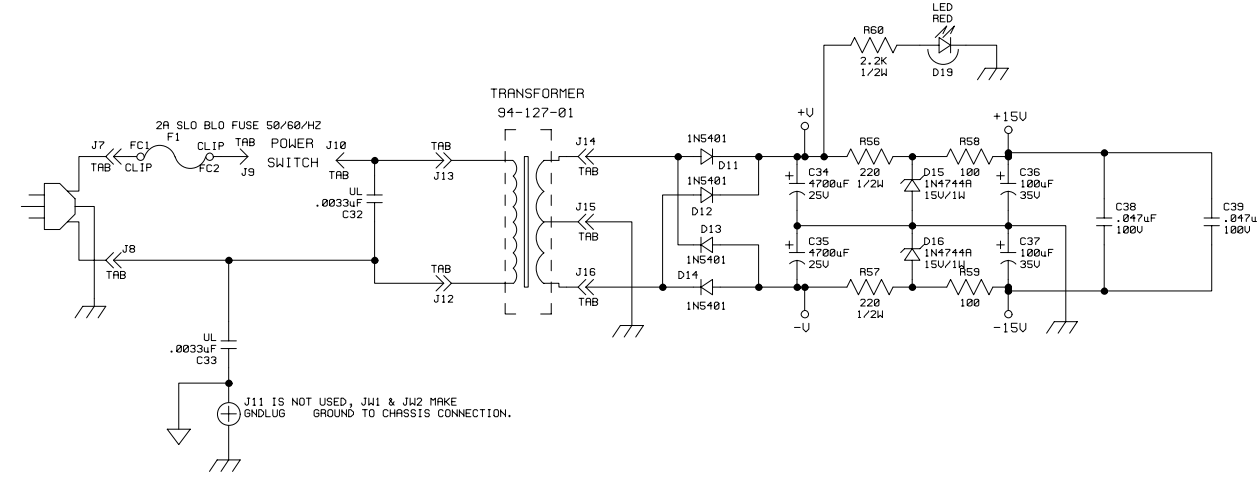 LED
RED
R60
2.2K
1/2W
D19
TRANSFORMER
94-127-01
2A SLO BLO FUSE 50/60/HZ
F1
J7
TAB
FC1
CLIP
CLIP
FC2
TAB
J9
POWER
SWITCH
J10
TAB
TAB
J13
UL
.0033uF
C32
J8
TAB
TAB
J12
J14
TAB
J15
TAB
J16
TAB
1N5401
D11
1N5401
D12
D13
1N5401
D14
1N5401
+V
+
C34
4700uF
25V
+
C35
4700uF
25V
-V
R56
220
1/2W
D15
1N4744A
15V/1W
D16
1N4744A
15V/1W
R57
220
1/2W
R58
100
R59
100
+15V
+
C36
100uF
35V
+
C37
100uF
35V
-15V
C38
.047uF
100V
C39
.047u
100V
UL
.0033uF
C33
J11 IS NOT USED, JW1 & JW2 MAKE
GNDLUG GROUND TO CHASSIS CONNECTION.